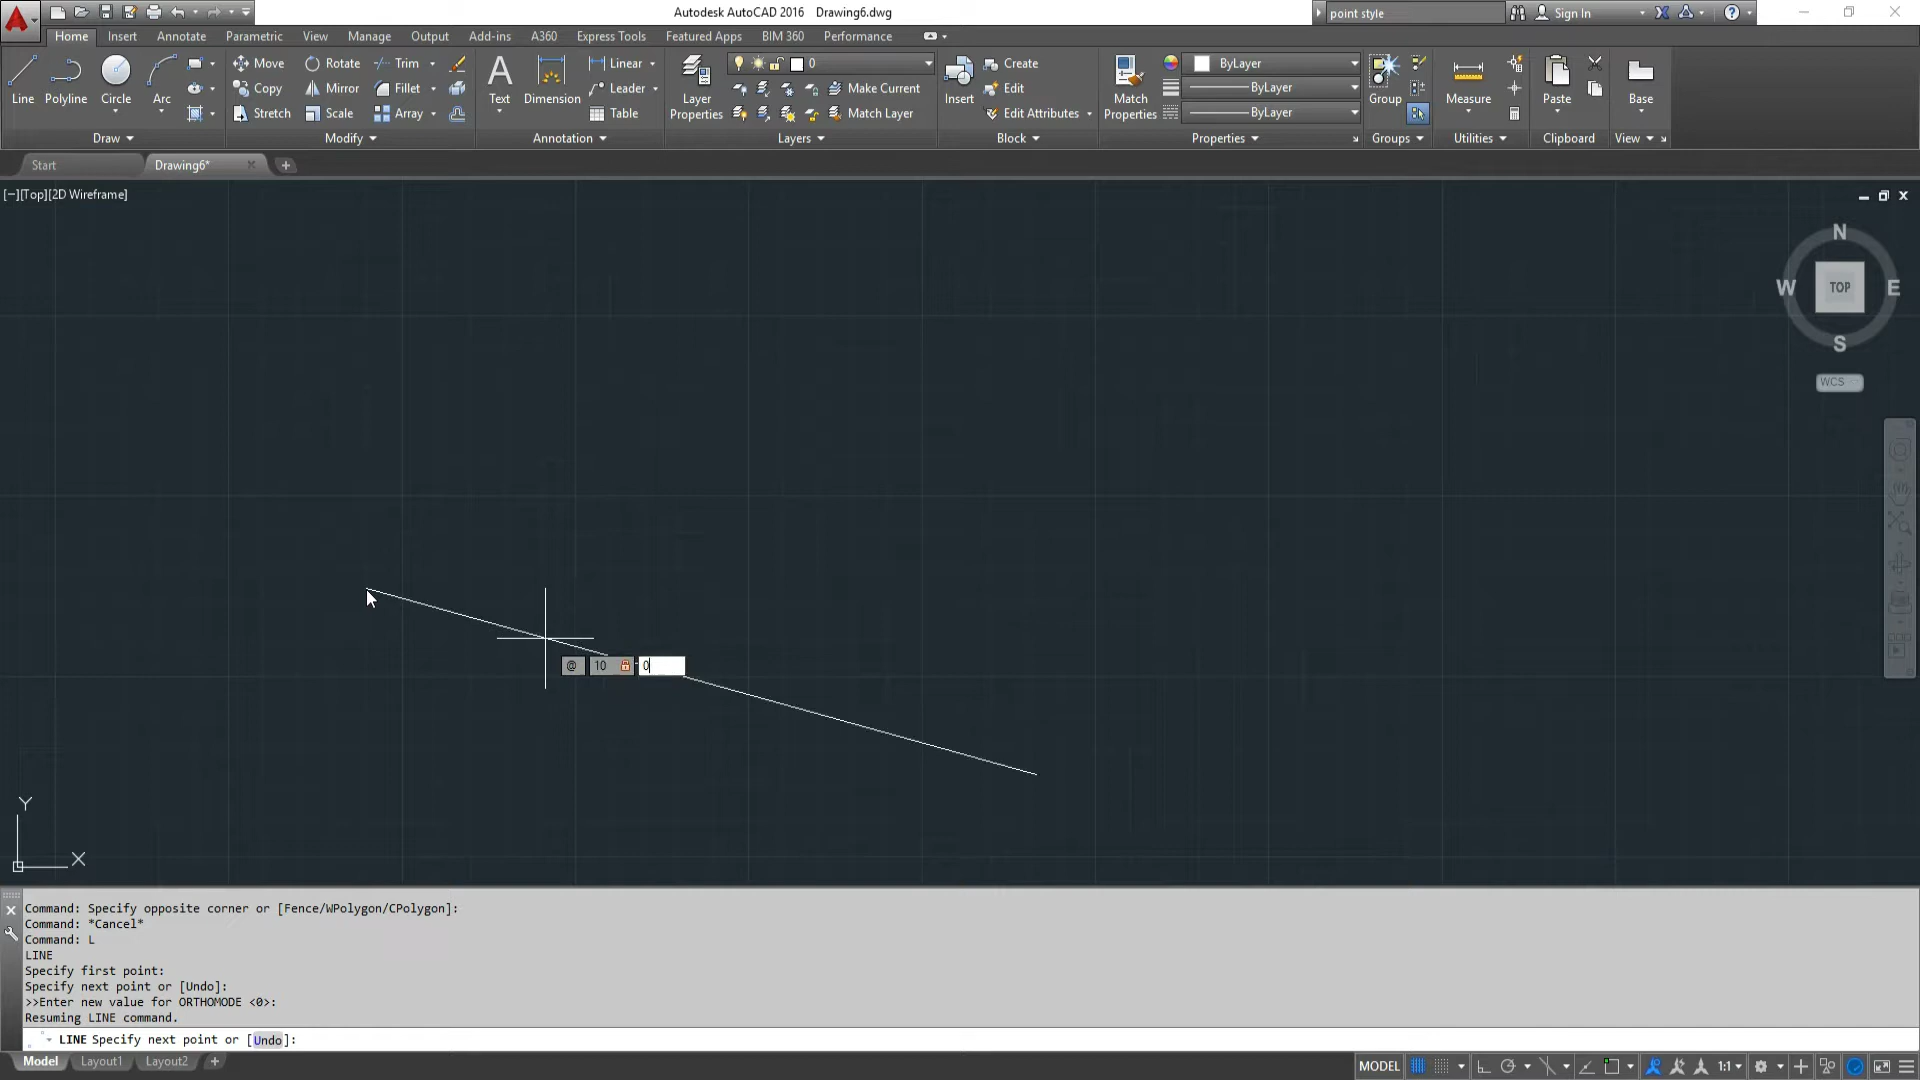 Autodesk AutoCAD 2016 Drawing6.dwg
point style
Sign In
Home Insert Annotate Parametric View Manage Output Add-ins A360 Express Tools Featured Apps BIM 360 Performance
Line Polyline Circle Arc
Draw
Move Rotate Trim
Copy Mirror Fillet
Stretch Scale Array
Modify
Text Dimension
Linear
Leader
Table
Annotation
Layer Properties
0
Make Current
Match Layer
Layers
Insert
Create
Edit
Edit Attributes
Block
Match Properties
ByLayer
ByLayer
ByLayer
Properties
Group
Groups
Measure
Utilities
Paste
Clipboard
Base
View
Start Drawing6*
[−][Top][2D Wireframe]
N
W TOP E
S
WCS
@ 10 0
Y
X
Command: Specify opposite corner or [Fence/WPolygon/CPolygon]:
Command: *Cancel*
Command: L
LINE
Specify first point:
Specify next point or [Undo]:
>>Enter new value for ORTHOMODE <0>:
Resuming LINE command.
LINE Specify next point or [Undo]:
Model Layout1 Layout2
MODEL 1:1